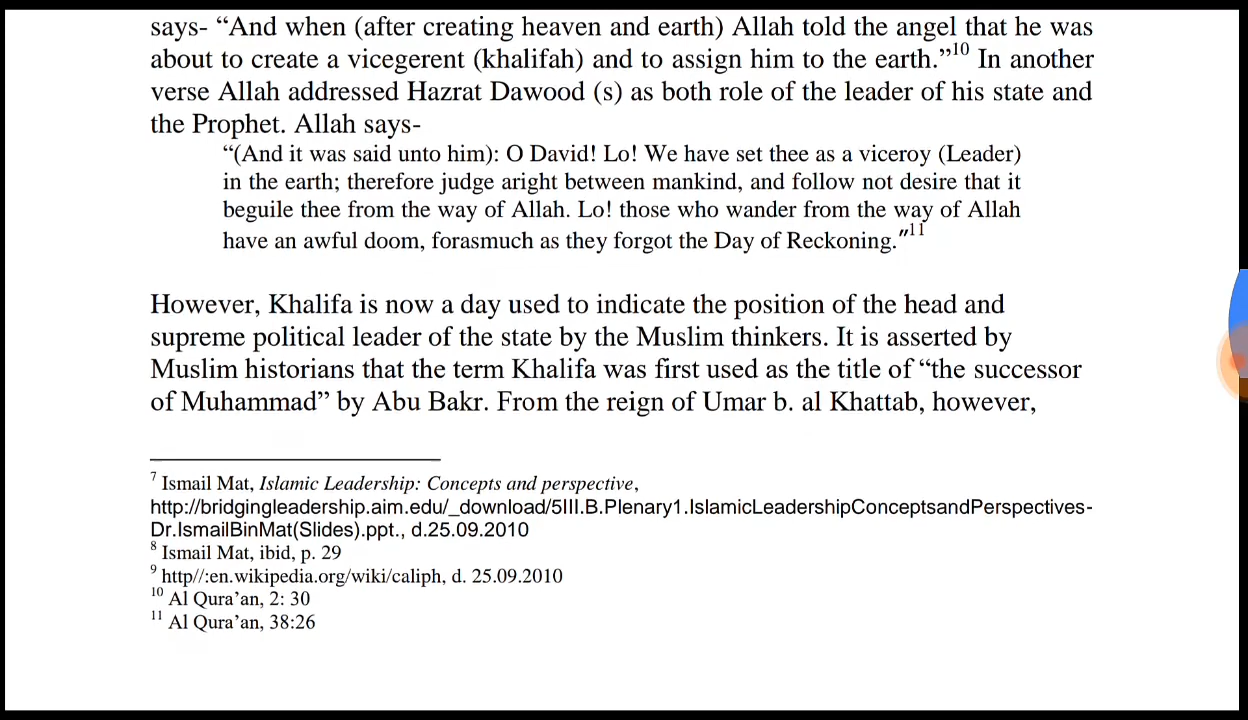 says- “And when (after creating heaven and earth) Allah told the angel that he was
about to create a vicegerent (khalifah) and to assign him to the earth.”10 In another
verse Allah addressed Hazrat Dawood (s) as both role of the leader of his state and
the Prophet. Allah says-
“(And it was said unto him): O David! Lo! We have set thee as a viceroy (Leader)
in the earth; therefore judge aright between mankind, and follow not desire that it
beguile thee from the way of Allah. Lo! those who wander from the way of Allah
have an awful doom, forasmuch as they forgot the Day of Reckoning.”11
However, Khalifa is now a day used to indicate the position of the head and
supreme political leader of the state by the Muslim thinkers. It is asserted by
Muslim historians that the term Khalifa was first used as the title of “the successor
of Muhammad” by Abu Bakr. From the reign of Umar b. al Khattab, however,
7 Ismail Mat, Islamic Leadership: Concepts and perspective,
http://bridgingleadership.aim.edu/_download/5III.B.Plenary1.IslamicLeadershipConceptsandPerspectives-
Dr.IsmailBinMat(Slides).ppt., d.25.09.2010
8 Ismail Mat, ibid, p. 29
9 http//:en.wikipedia.org/wiki/caliph, d. 25.09.2010
10 Al Qura’an, 2: 30
11 Al Qura’an, 38:26